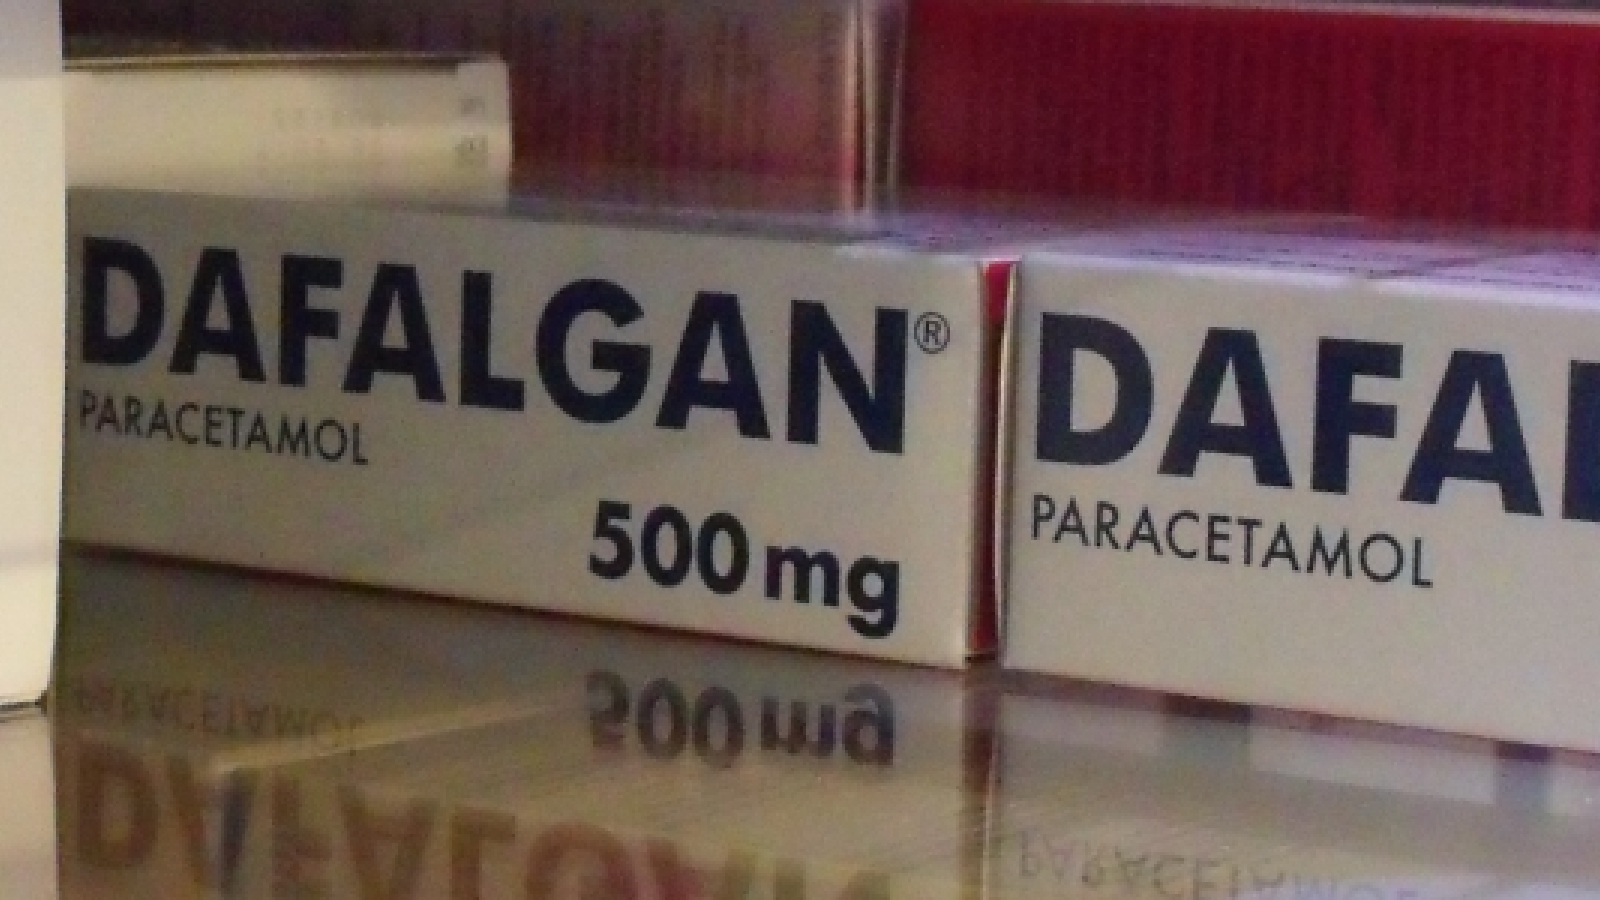 DAFALGAN®
PARACETAMOL
500 mg
DAFA
PARACETAMOL